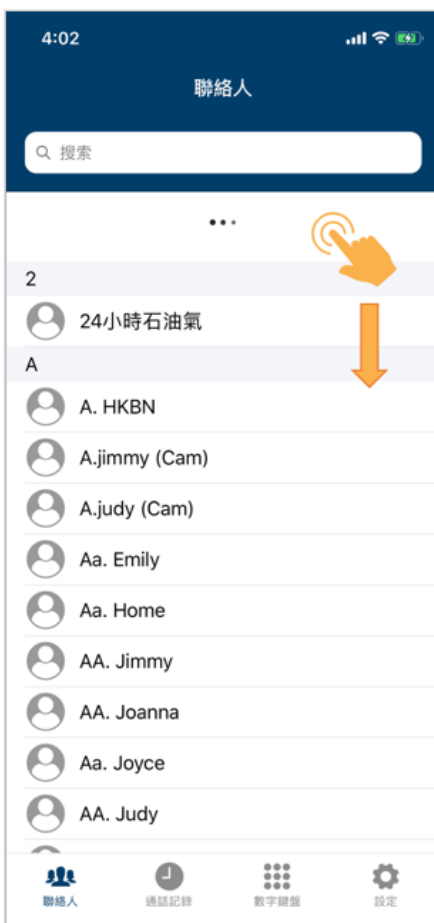 4:02
聯絡人
搜索
2
24小時石油氣
A
A. HKBN
A.jimmy (Cam)
A.judy (Cam)
Aa. Emily
Aa. Home
AA. Jimmy
AA. Joanna
Aa. Joyce
AA. Judy
聯絡人 通話記錄 數字鍵盤 設定